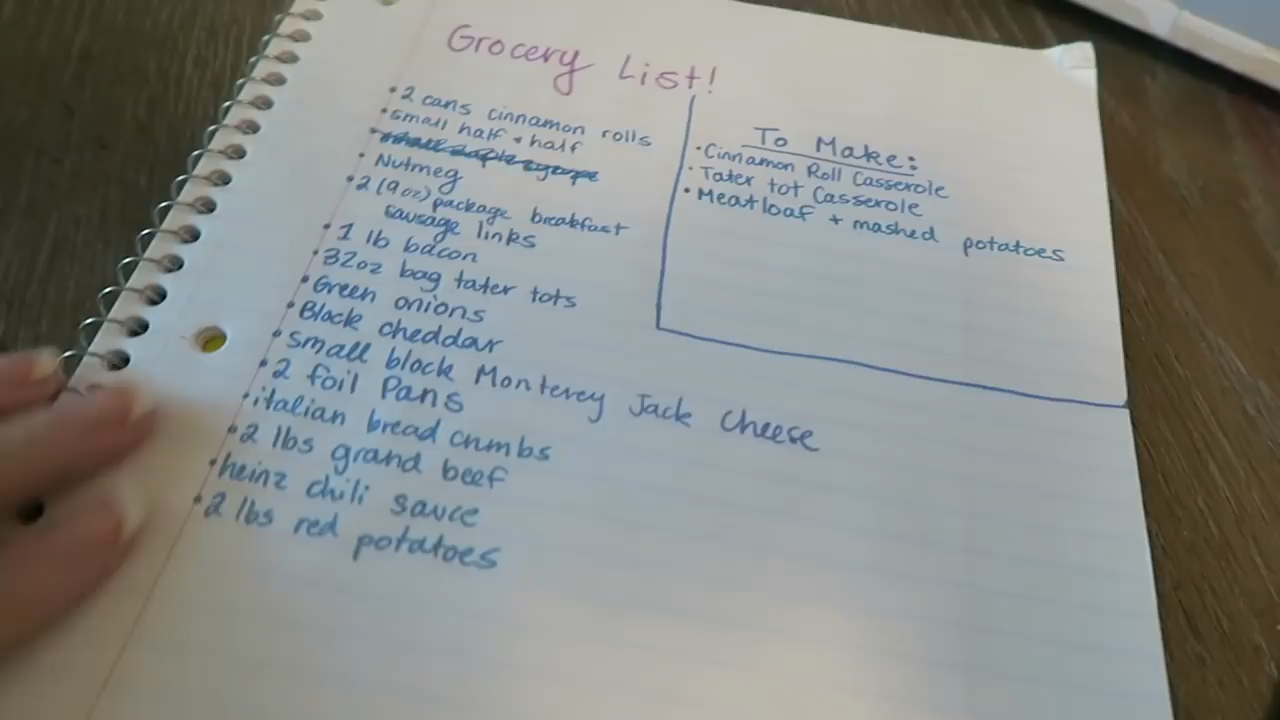 Grocery List!
• 2 cans cinnamon rolls
• small half + half
• Nutmeg
• 2 (9oz) package breakfast
sausage links
• 1 lb bacon
• 32oz bag tater tots
• Green onions
• Block cheddar
• small block Monterey Jack Cheese
• 2 foil Pans
• italian bread crumbs
• 2 lbs grand beef
• heinz chili sauce
• 2 lbs red potatoes
To Make:
• Cinnamon Roll Casserole
• Tater tot Casserole
• Meatloaf + mashed potatoes